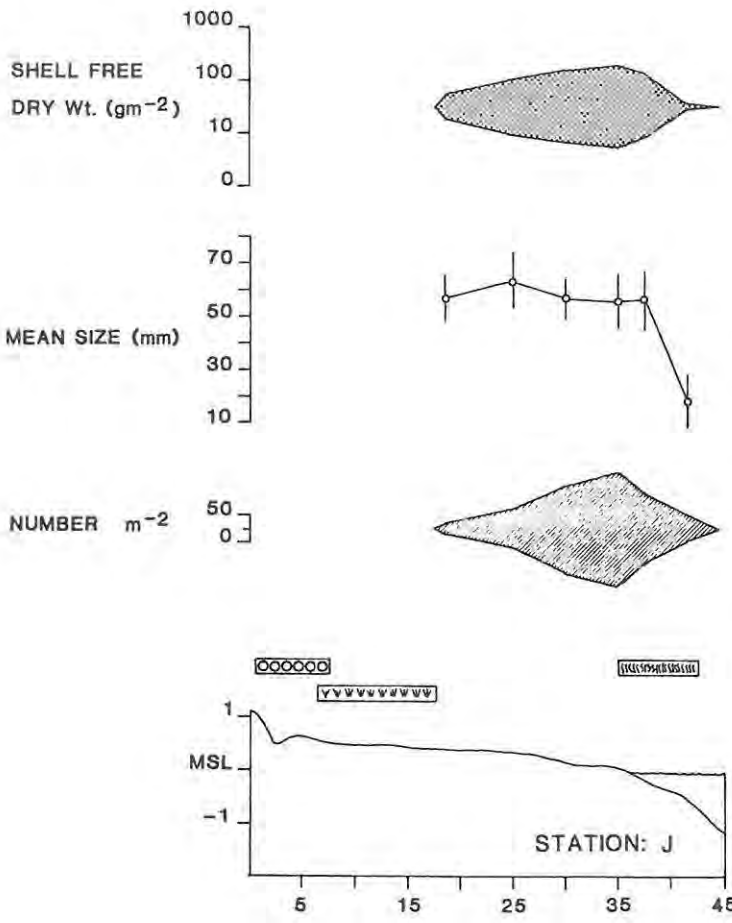 1000
SHELL FREE 100
DRY Wt. (gm⁻²) 10
0
70
50
MEAN SIZE (mm)
30
10
50
NUMBER m⁻²
0
1
MSL
-1
STATION: J
5 15 25 35 45